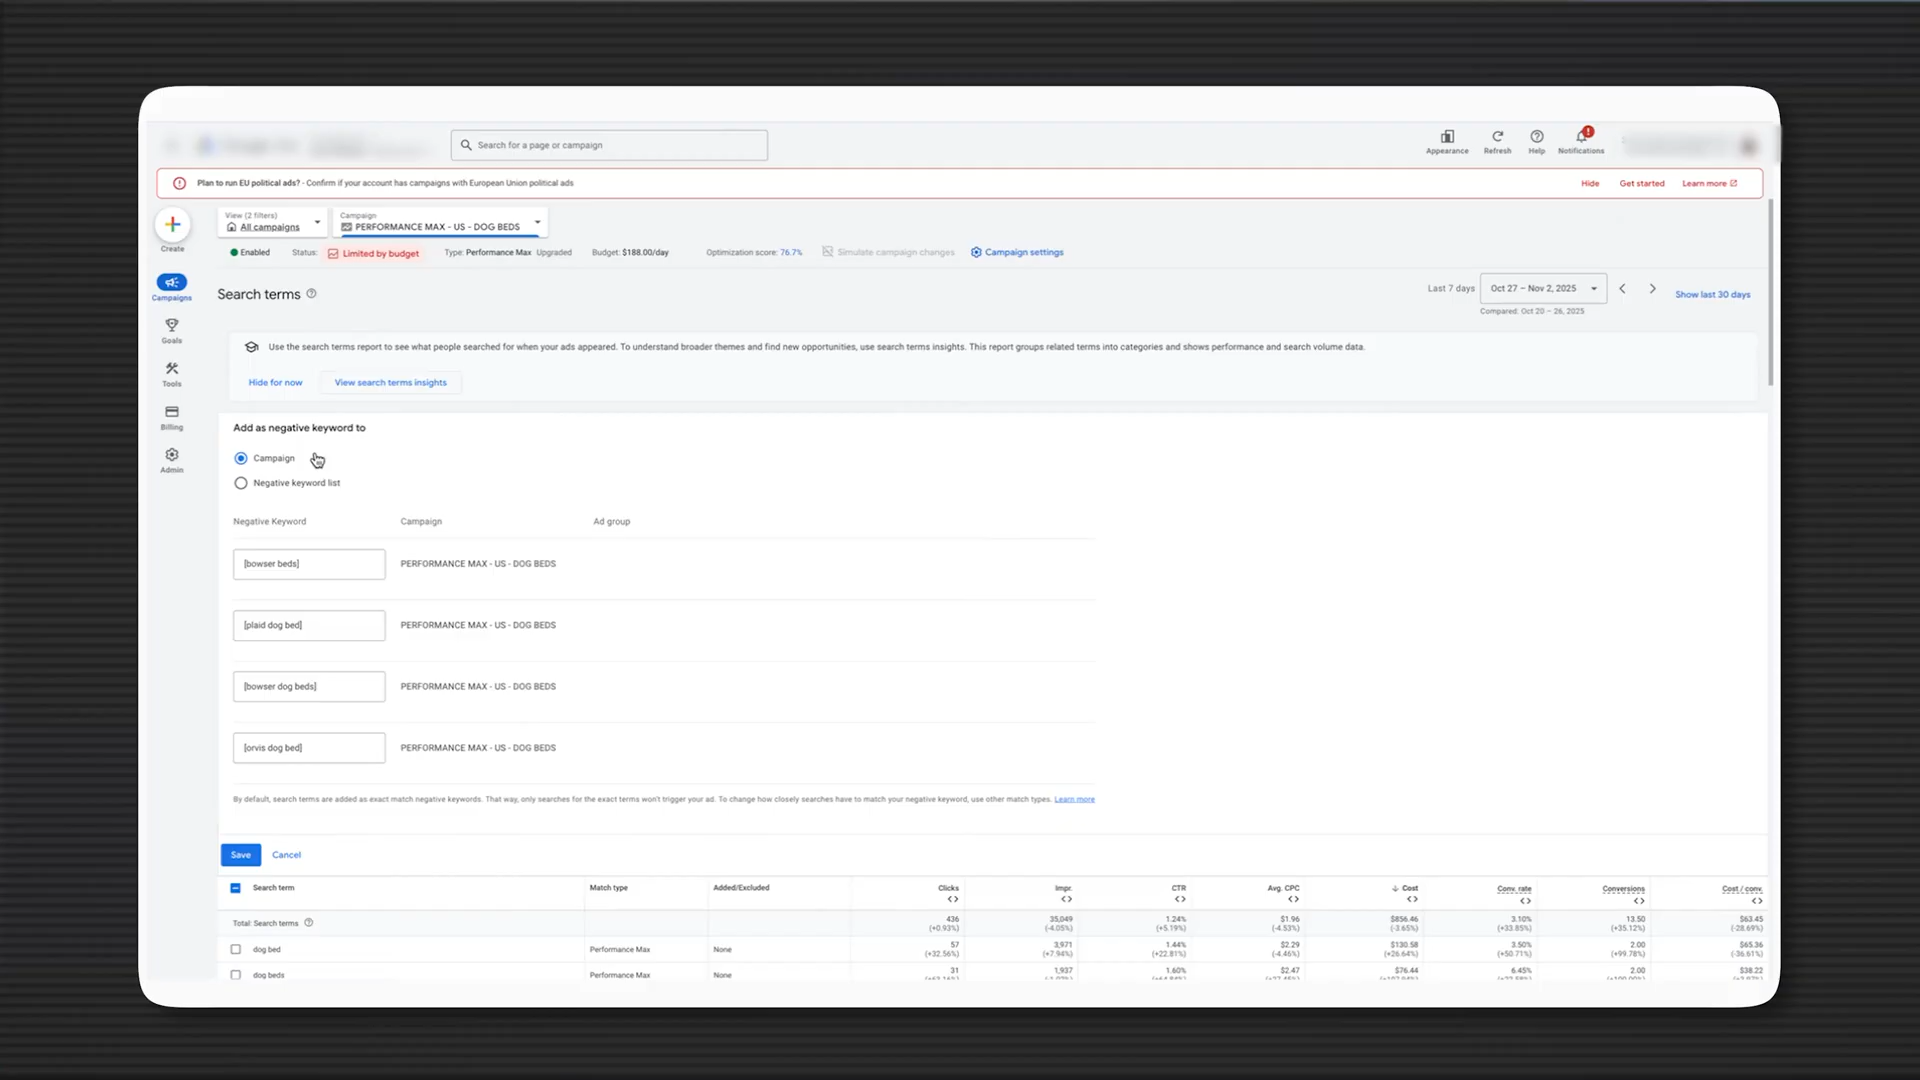 Search for a page or campaign
Appearance
Refresh
Help
Notifications
Plan to run EU political ads? - Confirm if your account has campaigns with European Union political ads
Hide
Get started
Learn more
Create
View (2 filters)
All campaigns
Campaign
PERFORMANCE MAX - US - DOG BEDS
Enabled
Status: Limited by budget
Type: Performance Max Upgraded
Budget: $188.00/day
Optimization score: 76.7%
Simulate campaign changes
Campaign settings
Campaigns
Goals
Tools
Billing
Admin
Search terms
Last 7 days
Oct 27 – Nov 2, 2025
Compared: Oct 20 – 26, 2025
Show last 30 days
Use the search terms report to see what people searched for when your ads appeared. To understand broader themes and find new opportunities, use search terms insights. This report groups related terms into categories and shows performance and search volume data.
Hide for now
View search terms insights
Add as negative keyword to
Campaign
Negative keyword list
Negative Keyword Campaign Ad group
[bowser beds] PERFORMANCE MAX - US - DOG BEDS
[plaid dog bed] PERFORMANCE MAX - US - DOG BEDS
[bowser dog beds] PERFORMANCE MAX - US - DOG BEDS
[orvis dog bed] PERFORMANCE MAX - US - DOG BEDS
By default, search terms are added as exact match negative keywords. That way, only searches for the exact terms won't trigger your ad. To change how closely searches have to match your negative keyword, use other match types. Learn more
Save
Cancel
Search term Match type Added/Excluded Clicks Impr. CTR Avg. CPC Cost Conv. rate Conversions Cost / conv.
Total: Search terms 436 35,049 1.24% $1.96 $856.46 3.10% 13.50 $63.45
(+0.93%) (-4.05%) (+5.19%) (-4.53%) (-3.65%) (+33.85%) (+35.12%) (-28.69%)
dog bed Performance Max None 57 3,971 1.44% $2.29 $130.58 3.50% 2.00 $65.36
(+32.56%) (+7.94%) (+22.81%) (-4.46%) (+26.64%) (+50.71%) (+99.78%) (-36.61%)
dog beds Performance Max None 31 1,937 1.60% $2.47 $76.44 6.45% 2.00 $38.22